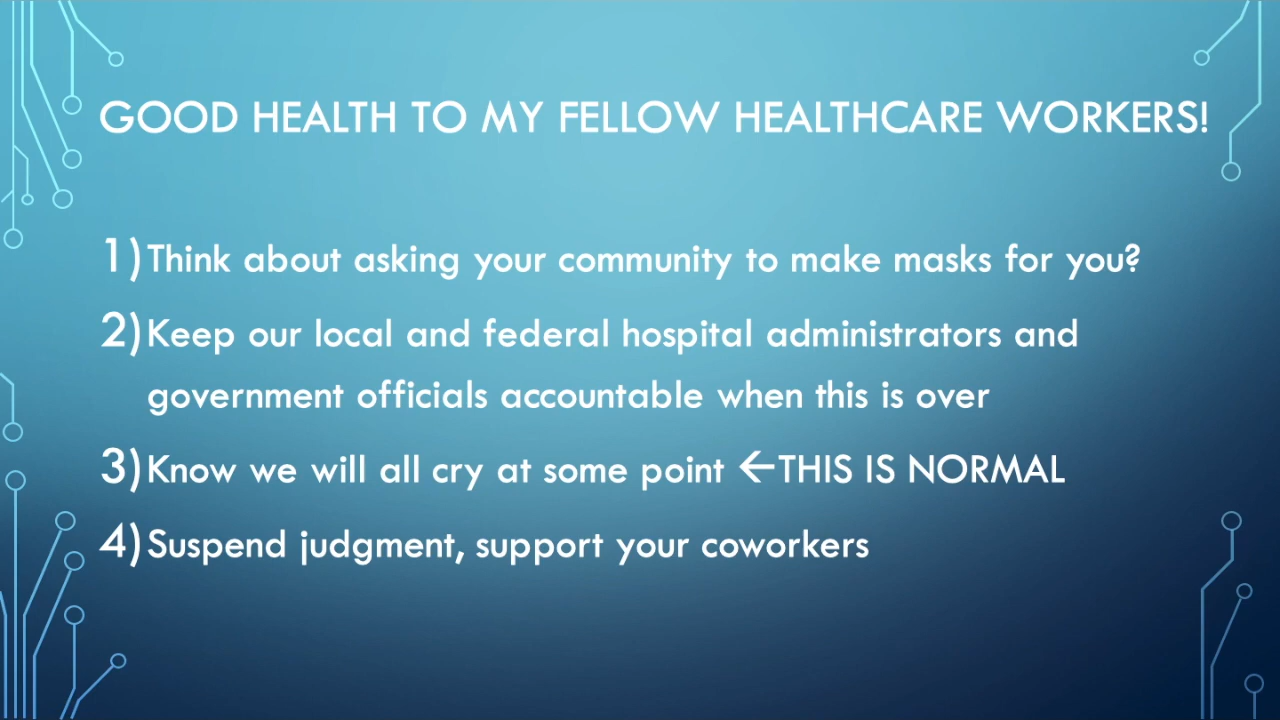 GOOD HEALTH TO MY FELLOW HEALTHCARE WORKERS!
1) Think about asking your community to make masks for you?
2) Keep our local and federal hospital administrators and
government officials accountable when this is over
3) Know we will all cry at some point ←THIS IS NORMAL
4) Suspend judgment, support your coworkers